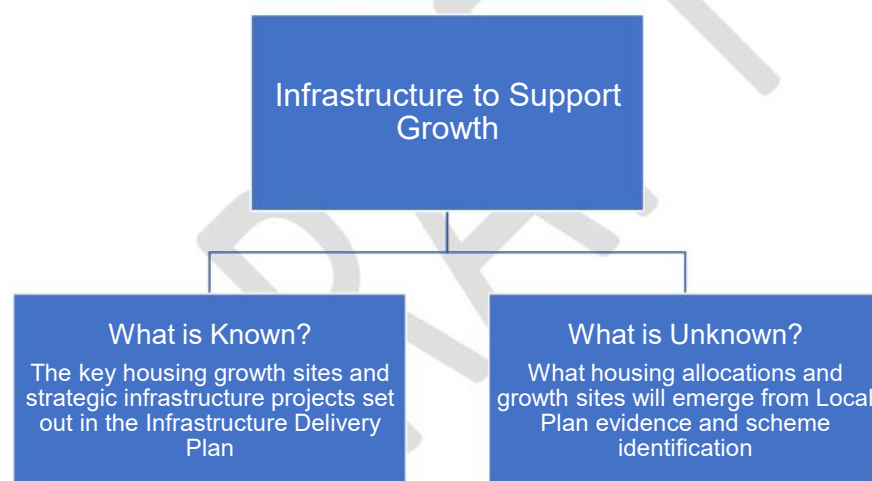 Infrastructure to Support
Growth
What is Known?
The key housing growth sites and
strategic infrastructure projects set
out in the Infrastructure Delivery
Plan
What is Unknown?
What housing allocations and
growth sites will emerge from Local
Plan evidence and scheme
identification